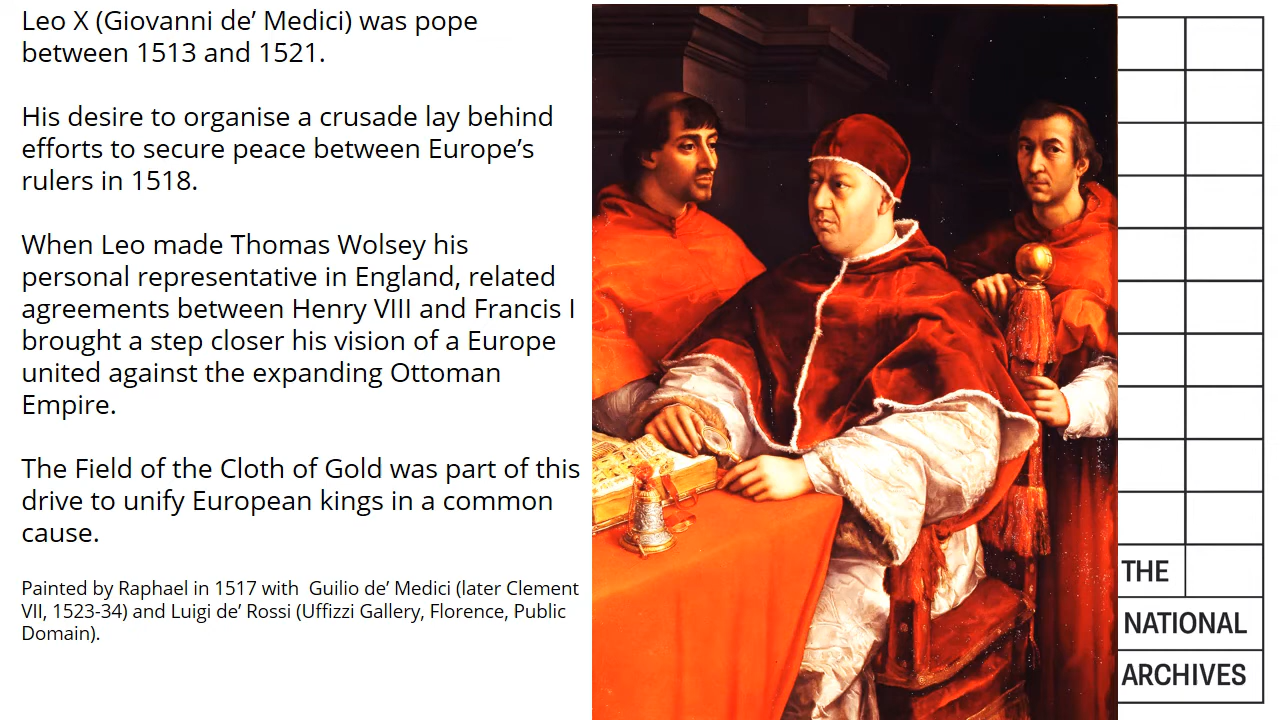 Leo X (Giovanni de’ Medici) was pope
between 1513 and 1521.
His desire to organise a crusade lay behind
efforts to secure peace between Europe’s
rulers in 1518.
When Leo made Thomas Wolsey his
personal representative in England, related
agreements between Henry VIII and Francis I
brought a step closer his vision of a Europe
united against the expanding Ottoman
Empire.
The Field of the Cloth of Gold was part of this
drive to unify European kings in a common
cause.
Painted by Raphael in 1517 with  Guilio de’ Medici (later Clement
VII, 1523-34) and Luigi de’ Rossi (Uffizzi Gallery, Florence, Public
Domain).
THE
NATIONAL
ARCHIVES